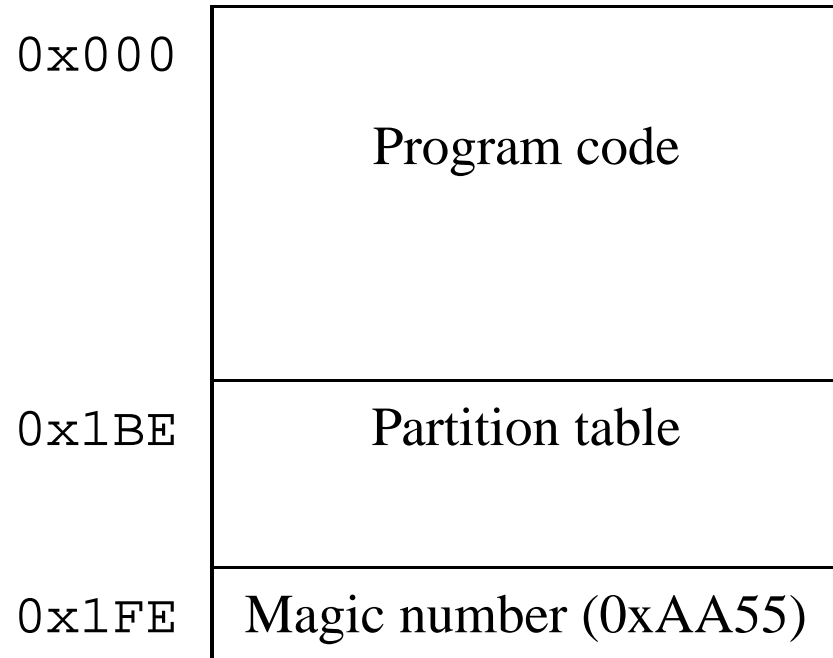 0x000
Program code
0x1BE Partition table
0x1FE Magic number (0xAA55)